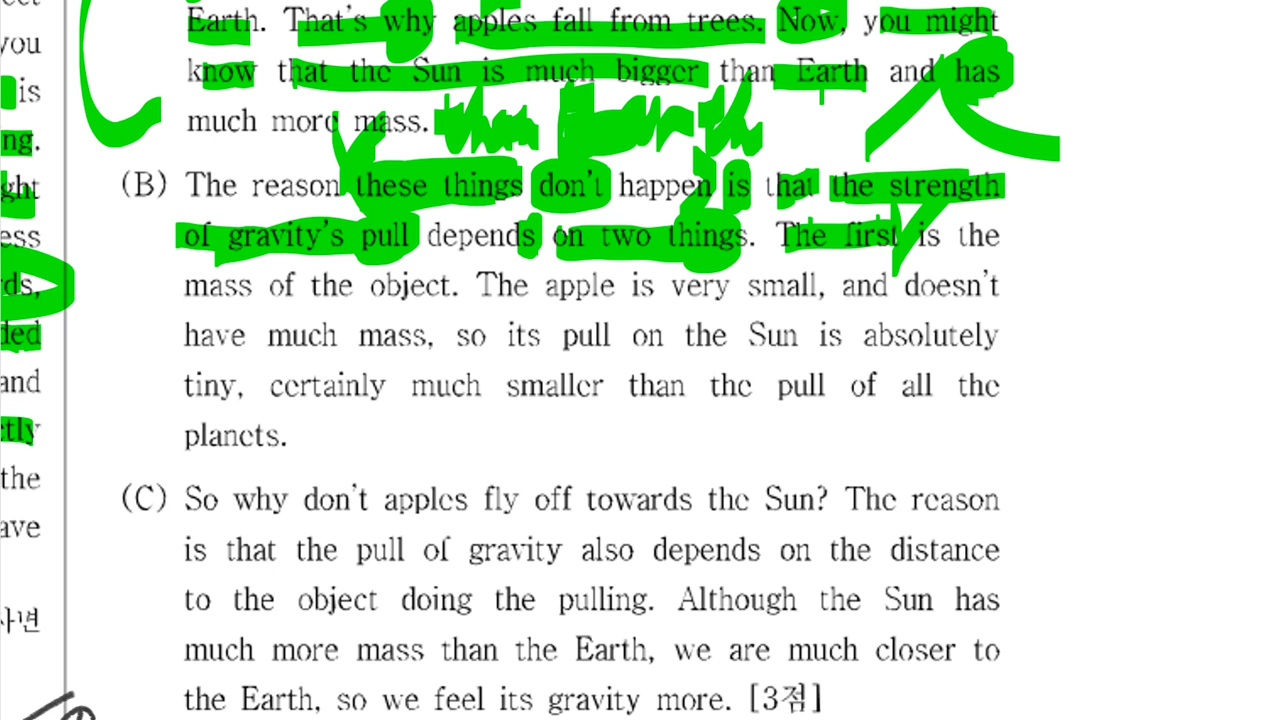 Earth. That's why apples fall from trees. Now, you might
know that the Sun is much bigger than Earth and has
much more mass. than Earth
(B) The reason these things don't happen is that the strength
of gravity's pull depends on two things. The first is the
mass of the object. The apple is very small, and doesn't
have much mass, so its pull on the Sun is absolutely
tiny, certainly much smaller than the pull of all the
planets.
(C) So why don't apples fly off towards the Sun? The reason
is that the pull of gravity also depends on the distance
to the object doing the pulling. Although the Sun has
much more mass than the Earth, we are much closer to
the Earth, so we feel its gravity more. [3점]
you
is
and
the